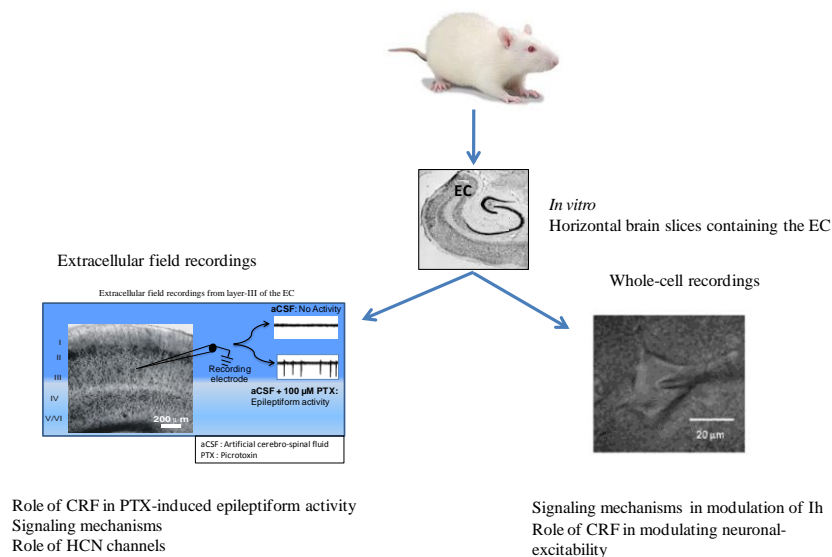 EC
In vitro
Horizontal brain slices containing the EC
Extracellular field recordings
Extracellular field recordings from layer-III of the EC
aCSF: No Activity
I
II
III
IV
V/VI
Recording
electrode
aCSF + 100 µM PTX:
Epileptiform activity
200 µm
aCSF : Artificial cerebro-spinal fluid
PTX : Picrotoxin
Role of CRF in PTX-induced epileptiform activity
Signaling mechanisms
Role of HCN channels
Whole-cell recordings
20 µm
Signaling mechanisms in modulation of Ih
Role of CRF in modulating neuronal-
excitability